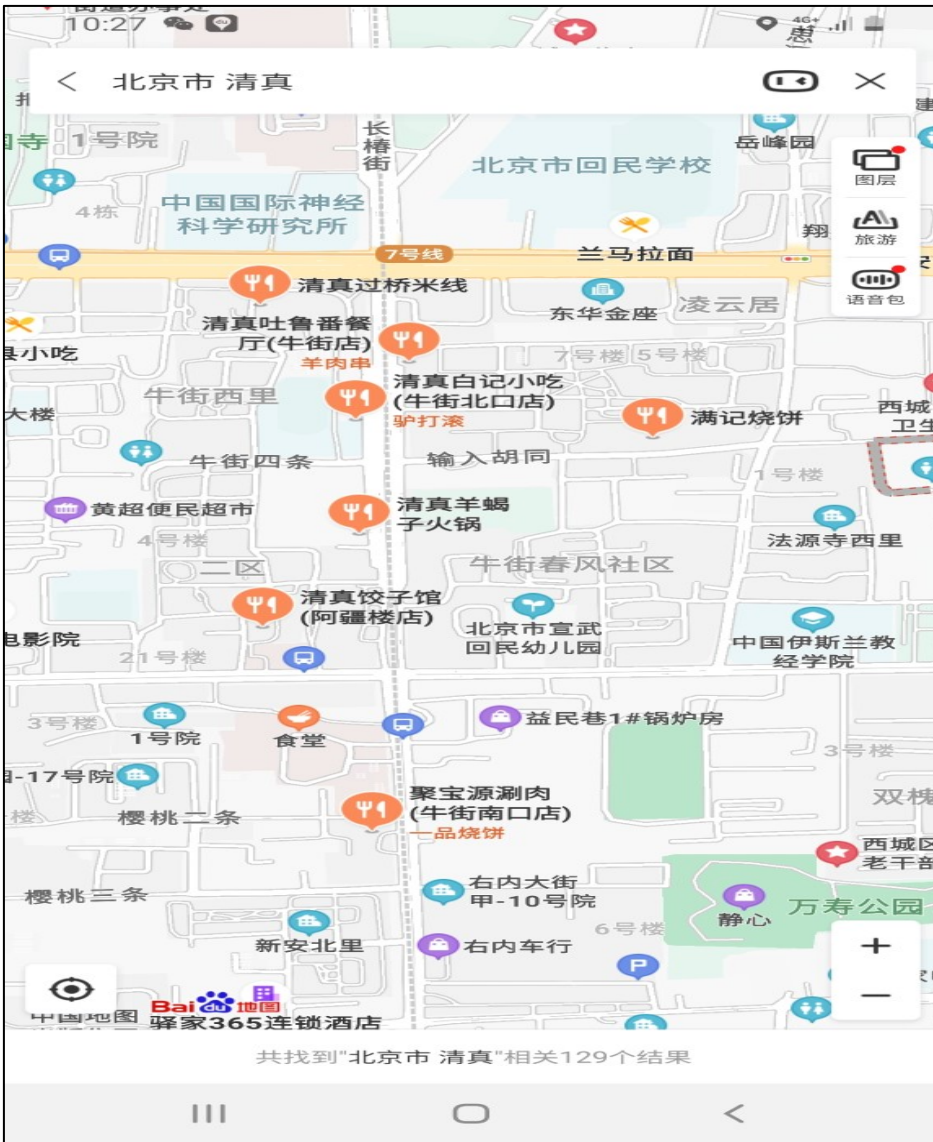 10:27
4G+
北京市 清真
1号院
长椿街
北京市回民学校
岳峰园
图层
4栋
中国国际神经
科学研究所
旅游
7号线
兰马拉面
翔
语音包
清真过桥米线
东华金座
凌云居
清真吐鲁番餐
厅(牛街店)
羊肉串
县小吃
7号楼
5号楼
牛街西里
清真白记小吃
(牛街北口店)
驴打滚
大楼
满记烧饼
西城
卫生
牛街四条
输入胡同
1号楼
黄超便民超市
清真羊蝎
子火锅
4号楼
法源寺西里
二区
牛街春风社区
清真饺子馆
(阿疆楼店)
北京市宣武
回民幼儿园
中国伊斯兰教
经学院
电影院
21号楼
3号楼
1号院
食堂
益民巷1#锅炉房
3号楼
-17号院
聚宝源涮肉
(牛街南口店)
一品烧饼
双槐
楼
樱桃二条
西城区
老干部
樱桃三条
右内大街
甲-10号院
静心
万寿公园
6号楼
新安北里
右内车行
P
Bai du 地图
中国地图
驿家365连锁酒店
共找到"北京市 清真"相关129个结果